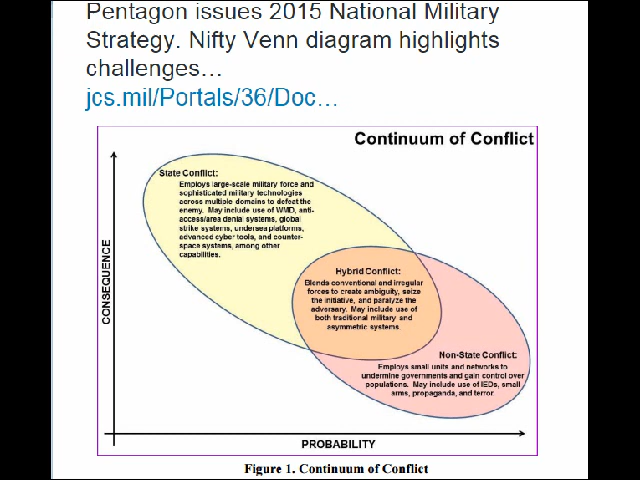 Pentagon issues 2015 National Military
Strategy. Nifty Venn diagram highlights
challenges…
jcs.mil/Portals/36/Doc…
Continuum of Conflict
State Conflict:
Employs large-scale military force and
sophisticated military technologies
across multiple domains to defeat the
enemy. May include use of WMD, anti-
access/area denial systems, global
strike systems, undersea platforms,
advanced cyber tools, and counter-
space systems, among other
capabilities.
CONSEQUENCE
Hybrid Conflict:
Blends conventional and irregular
forces to create ambiguity, seize
the initiative, and paralyze the
adversary. May include use of
both traditional military and
asymmetric systems.
Non-State Conflict:
Employs small units and networks to
undermine governments and gain control over
populations. May include use of IEDs, small
arms, propaganda, and terror.
PROBABILITY
Figure 1. Continuum of Conflict